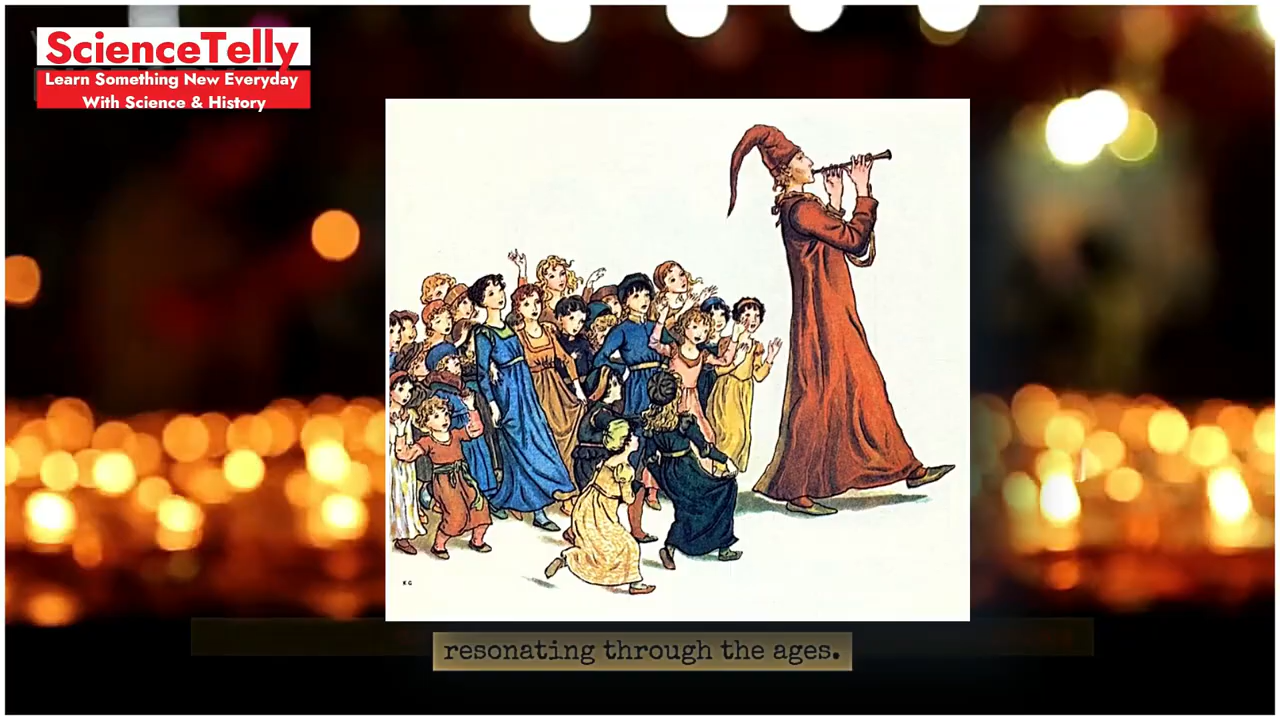 ScienceTelly
Learn Something New Everyday
With Science & History
K G
resonating through the ages.